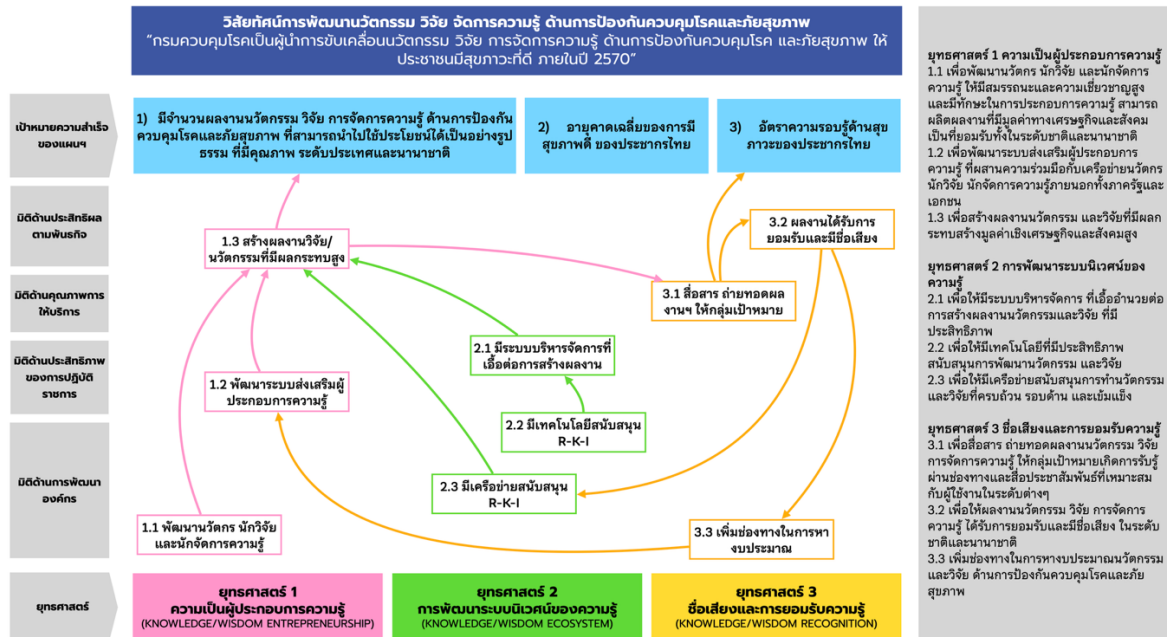 วิสัยทัศน์การพัฒนานวัตกรรม วิจัย จัดการความรู้ ด้านการป้องกันควบคุมโรคและภัยสุขภาพ
“กรมควบคุมโรคเป็นผู้นำการขับเคลื่อนนวัตกรรม วิจัย การจัดการความรู้ ด้านการป้องกันควบคุมโรค และภัยสุขภาพ ให้
ประชาชนมีสุขภาวะที่ดี ภายในปี 2570”
เป้าหมายความสำเร็จ
ของแผนฯ
1) มีจำนวนผลงานนวัตกรรม วิจัย การจัดการความรู้ ด้านการป้องกัน
ควบคุมโรคและภัยสุขภาพ ที่สามารถนำไปใช้ประโยชน์ได้เป็นอย่างรูป
ธรรม ที่มีคุณภาพ ระดับประเทศและนานาชาติ
2) อายุคาดเฉลี่ยของการมี
สุขภาพดี ของประชากรไทย
3) อัตราความรอบรู้ด้านสุข
ภาวะของประชากรไทย
มิติด้านประสิทธิผล
ตามพันธกิจ
1.3 สร้างผลงานวิจัย/
นวัตกรรมที่มีผลกระทบสูง
3.2 ผลงานได้รับการ
ยอมรับและมีชื่อเสียง
มิติด้านคุณภาพการ
ให้บริการ
3.1 สื่อสาร ถ่ายทอดผล
งานฯ ให้กลุ่มเป้าหมาย
มิติด้านประสิทธิภาพ
ของการปฏิบัติ
ราชการ
2.1 มีระบบบริหารจัดการที่
เอื้อต่อการสร้างผลงาน
1.2 พัฒนาระบบส่งเสริมผู้
ประกอบการความรู้
2.2 มีเทคโนโลยีสนับสนุน
R-K-I
มิติด้านการพัฒนา
องค์กร
2.3 มีเครือข่ายสนับสนุน
R-K-I
1.1 พัฒนานวัตกร นักวิจัย
และนักจัดการความรู้
3.3 เพิ่มช่องทางในการหา
งบประมาณ
ยุทธศาสตร์
ยุทธศาสตร์ 1
ความเป็นผู้ประกอบการความรู้
(KNOWLEDGE/WISDOM ENTREPRENEURSHIP)
ยุทธศาสตร์ 2
การพัฒนาระบบนิเวศน์ของความรู้
(KNOWLEDGE/WISDOM ECOSYSTEM)
ยุทธศาสตร์ 3
ชื่อเสียงและการยอมรับความรู้
(KNOWLEDGE/WISDOM RECOGNITION)
ยุทธศาสตร์ 1 ความเป็นผู้ประกอบการความรู้
1.1 เพื่อพัฒนานวัตกร นักวิจัย และนักจัดการ
ความรู้ ให้มีสมรรถนะและความเชี่ยวชาญสูง
และมีทักษะในการประกอบการความรู้ สามารถ
ผลิตผลงานที่มีมูลค่าทางเศรษฐกิจและสังคม
เป็นที่ยอมรับทั้งในระดับชาติและนานาชาติ
1.2 เพื่อพัฒนาระบบส่งเสริมผู้ประกอบการ
ความรู้ ที่ผสานความร่วมมือกับเครือข่ายนวัตกร
นักวิจัย นักจัดการความรู้ภายนอกทั้งภาครัฐและ
เอกชน
1.3 เพื่อสร้างผลงานนวัตกรรม และวิจัยที่มีผลก
ระทบสร้างมูลค่าเชิงเศรษฐกิจและสังคมสูง
ยุทธศาสตร์ 2 การพัฒนาระบบนิเวศน์ของ
ความรู้
2.1 เพื่อให้มีระบบบริหารจัดการ ที่เอื้ออำนวยต่อ
การสร้างผลงานนวัตกรรมและวิจัย ที่มี
ประสิทธิภาพ
2.2 เพื่อให้มีเทคโนโลยีที่มีประสิทธิภาพ
สนับสนุนการพัฒนานวัตกรรม และวิจัย
2.3 เพื่อให้มีเครือข่ายสนับสนุนการทำนวัตกรรม
และวิจัยที่ครบถ้วน รอบด้าน และเข้มแข็ง
ยุทธศาสตร์ 3 ชื่อเสียงและการยอมรับความรู้
3.1 เพื่อสื่อสาร ถ่ายทอดผลงานนวัตกรรม วิจัย
การจัดการความรู้ ให้กลุ่มเป้าหมายเกิดการรับรู้
ผ่านช่องทางและสื่อประชาสัมพันธ์ที่เหมาะสม
กับผู้ใช้งานในระดับต่างๆ
3.2 เพื่อให้ผลงานนวัตกรรม วิจัย การจัดการ
ความรู้ ได้รับการยอมรับและมีชื่อเสียง ในระดับ
ชาติและนานาชาติ
3.3 เพิ่มช่องทางในการหางบประมาณนวัตกรรม
และวิจัย ด้านการป้องกันควบคุมโรคและภัย
สุขภาพ